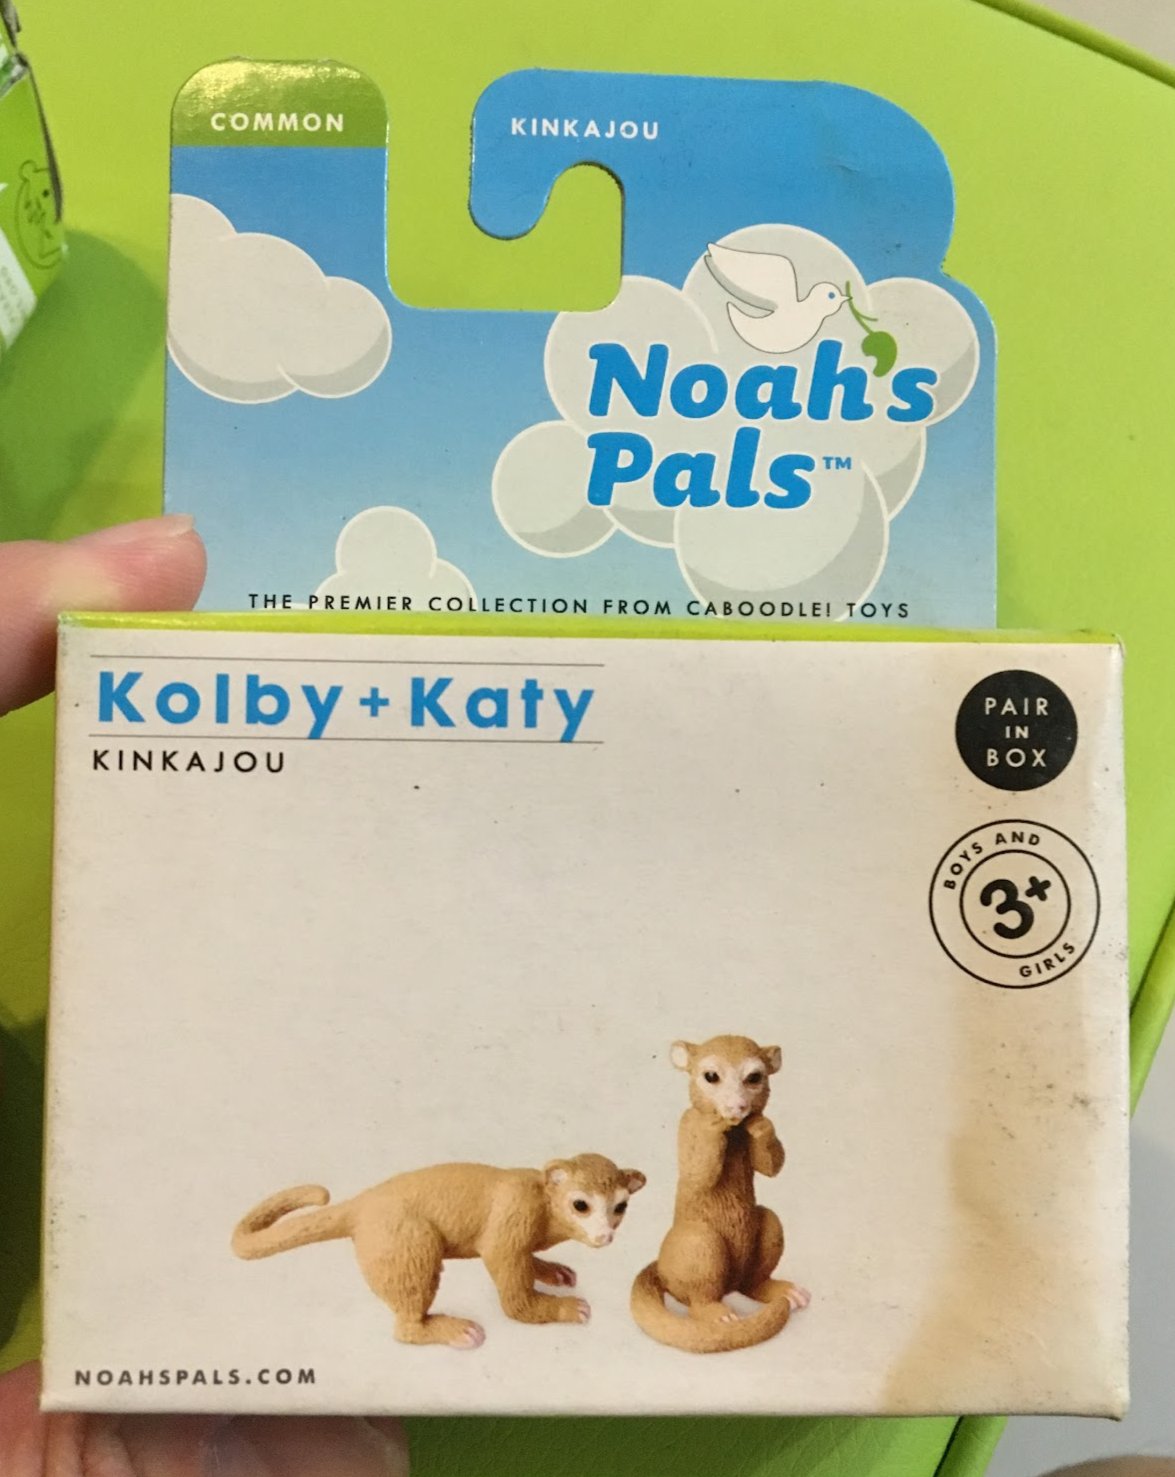 COMMON
KINKAJOU
Noah's
Pals™
THE PREMIER COLLECTION FROM CABOODLE! TOYS
Kolby + Katy
KINKAJOU
PAIR
IN
BOX
BOYS AND
3+
GIRLS
NOAHSPALS.COM